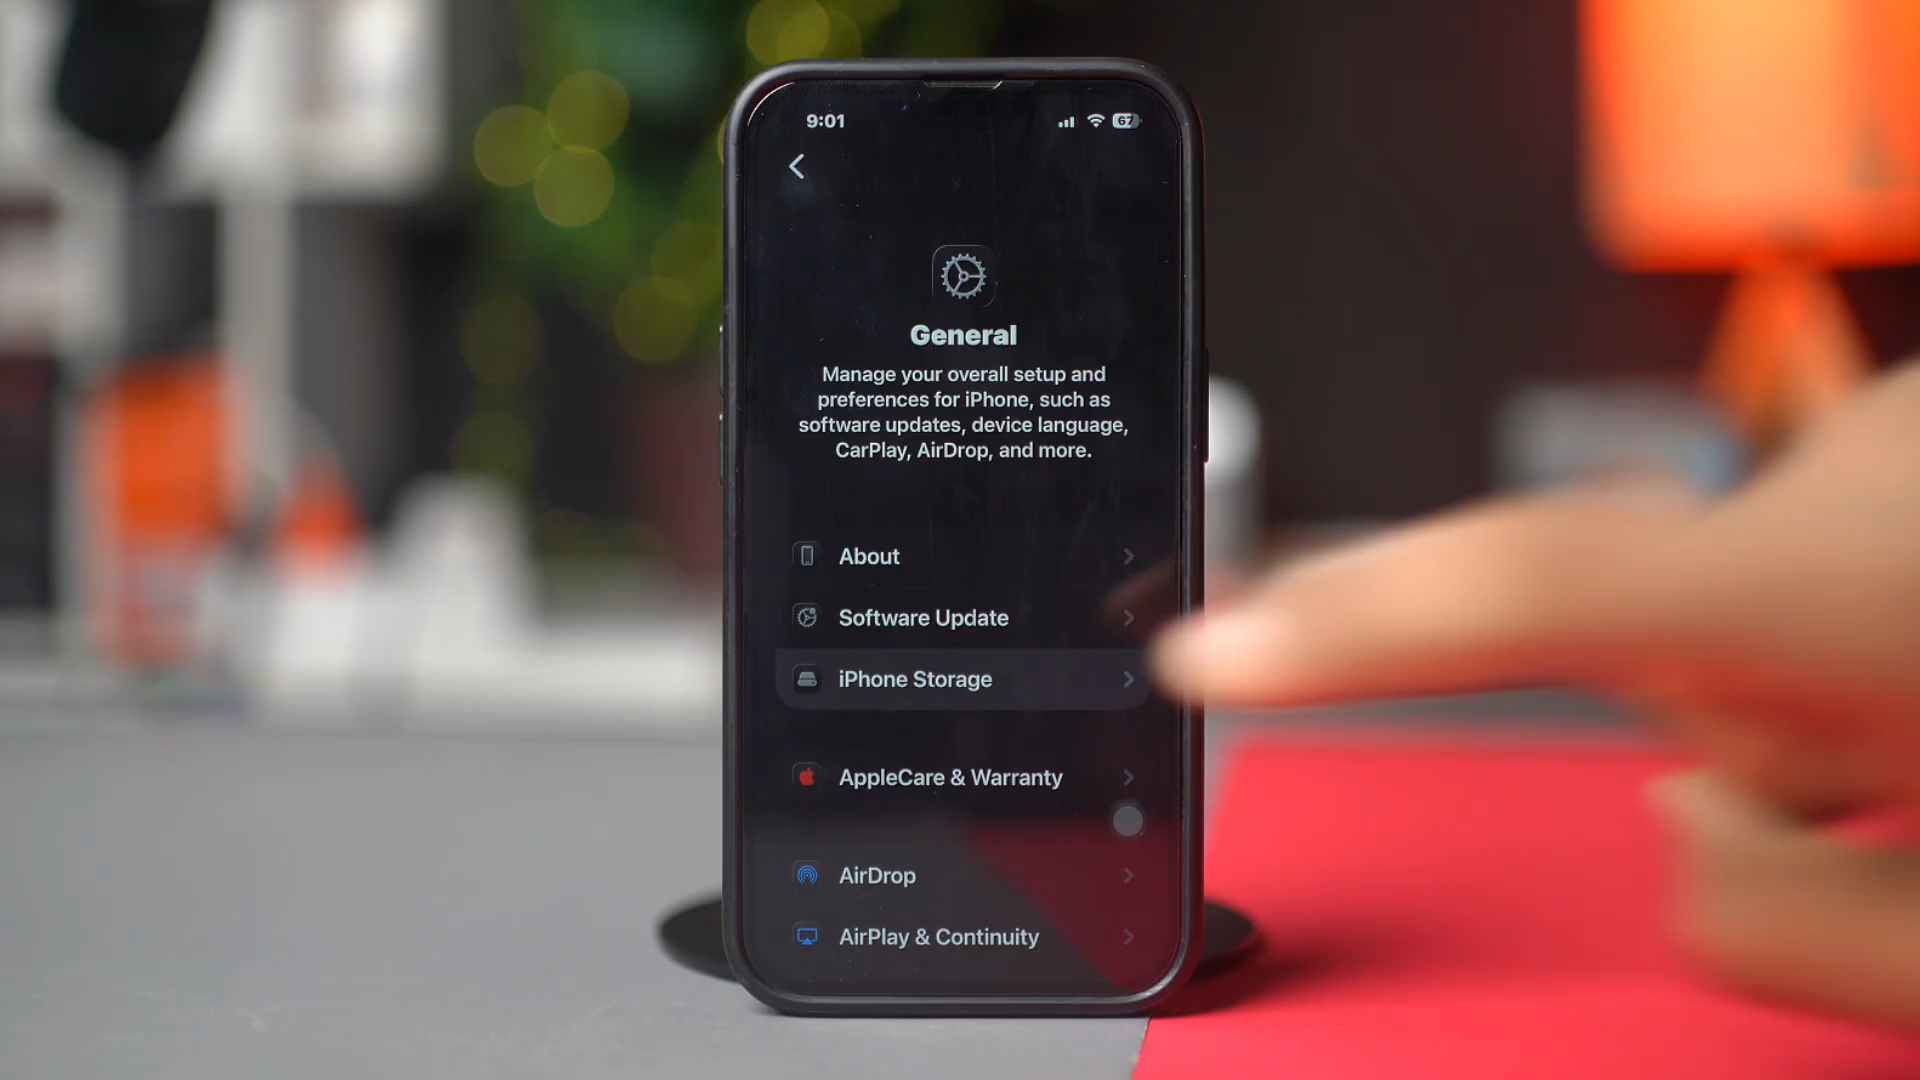 9:01
67
General
Manage your overall setup and
preferences for iPhone, such as
software updates, device language,
CarPlay, AirDrop, and more.
About
Software Update
iPhone Storage
AppleCare & Warranty
AirDrop
AirPlay & Continuity